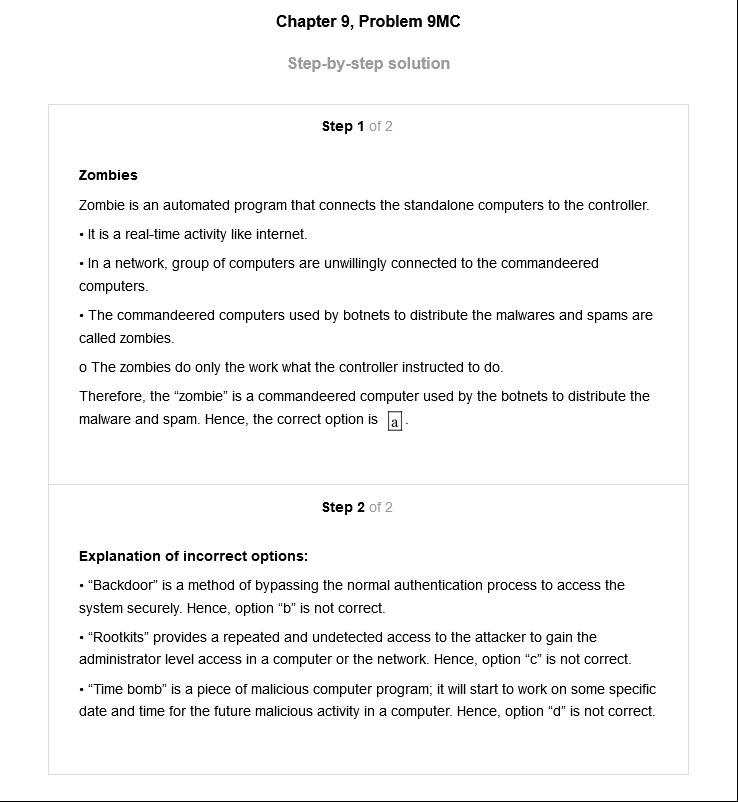 Chapter 9, Problem 9MC
Step-by-step solution
Step 1 of 2
Zombies
Zombie is an automated program that connects the standalone computers to the controller.
• It is a real-time activity like internet.
• In a network, group of computers are unwillingly connected to the commandeered
computers.
• The commandeered computers used by botnets to distribute the malwares and spams are
called zombies.
o The zombies do only the work what the controller instructed to do.
Therefore, the “zombie” is a commandeered computer used by the botnets to distribute the
malware and spam. Hence, the correct option is a.
Step 2 of 2
Explanation of incorrect options:
• “Backdoor” is a method of bypassing the normal authentication process to access the
system securely. Hence, option “b” is not correct.
• “Rootkits” provides a repeated and undetected access to the attacker to gain the
administrator level access in a computer or the network. Hence, option “c” is not correct.
• “Time bomb” is a piece of malicious computer program; it will start to work on some specific
date and time for the future malicious activity in a computer. Hence, option “d” is not correct.